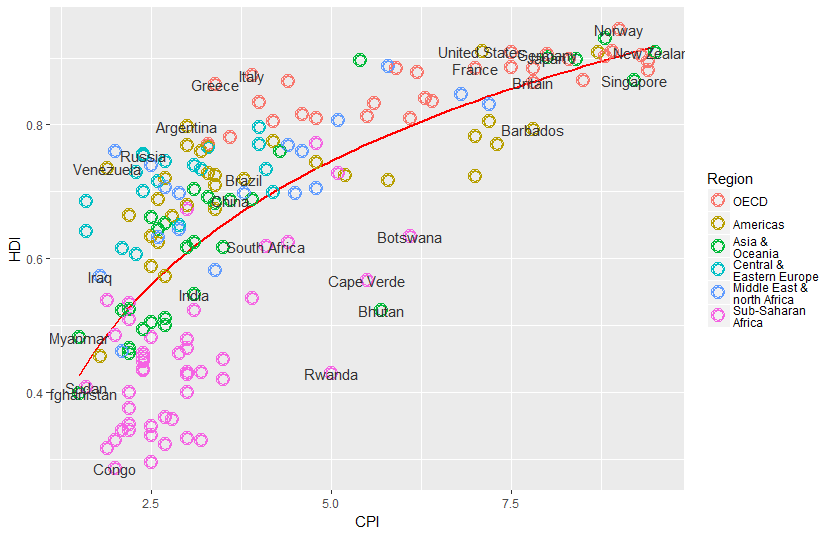 Norway
United States
Germany
Japan
New Zealan
Italy
France
Greece
Britain
Singapore
Argentina
Barbados
Russia
Venezuela
Brazil
China
Botswana
South Africa
Iraq
Cape Verde
India
Bhutan
Myanmar
Rwanda
Sudan
fghanistan
Congo
0.8
0.6
0.4
HDI
2.5
5.0
7.5
CPI
Region
OECD
Americas
Asia &
Oceania
Central &
Eastern Europe
Middle East &
north Africa
Sub-Saharan
Africa